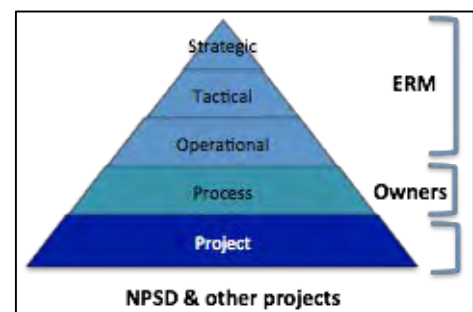 Strategic
Tactical
ERM
Operational
Process
Owners
Project
NPSD & other projects